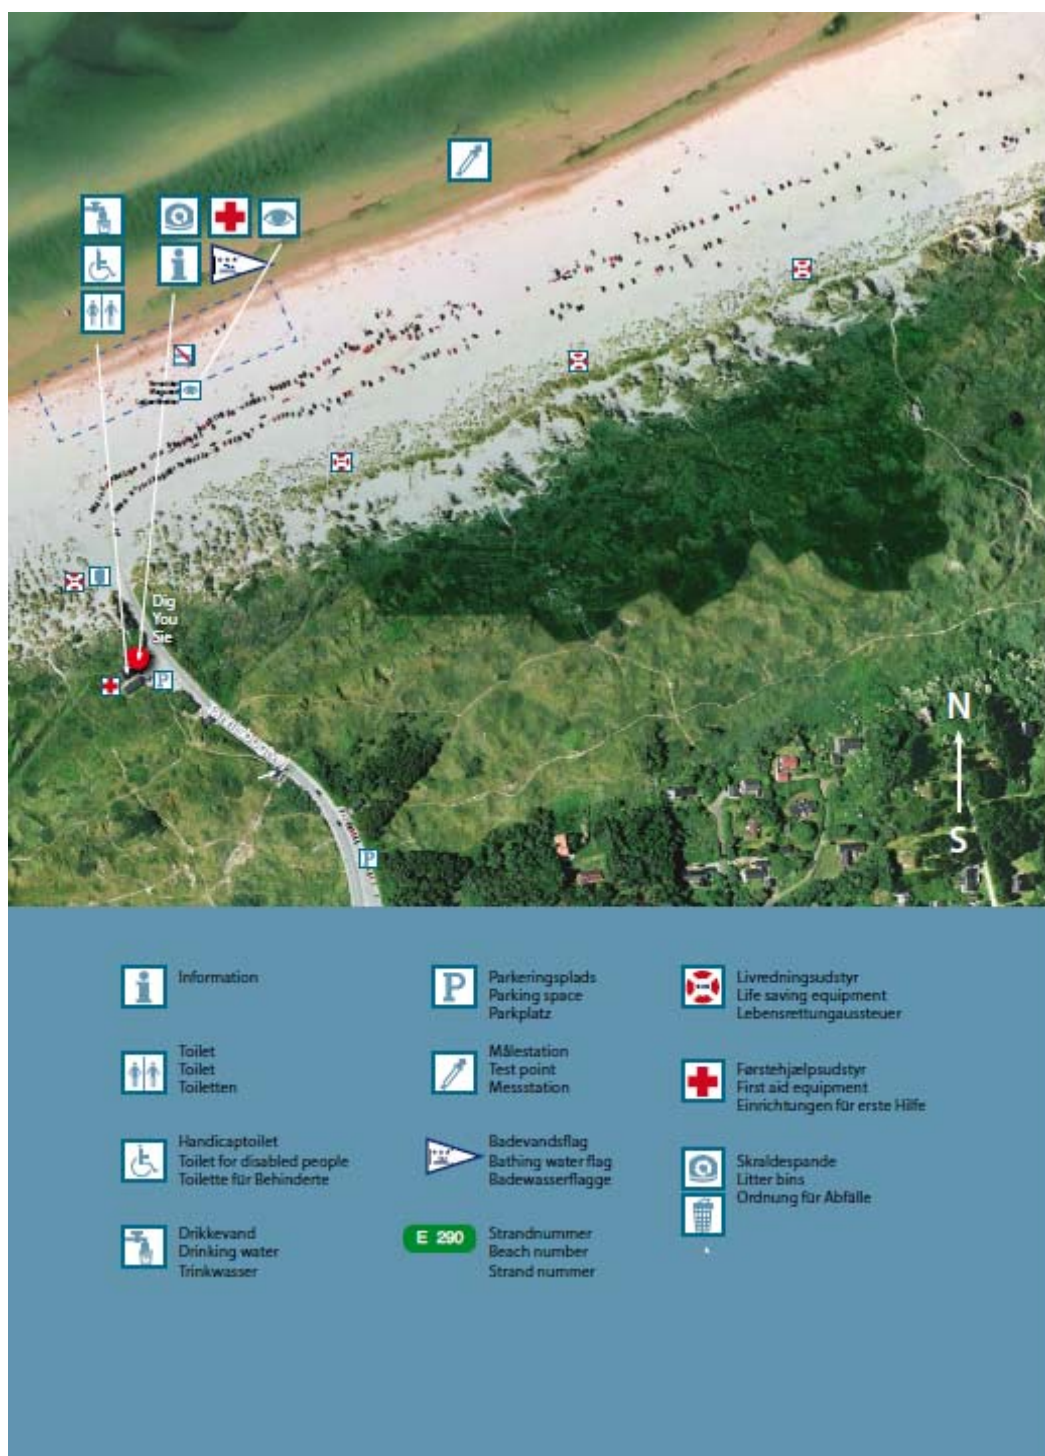 Dig
You
Sie
P
P
N
S
Information
Toilet
Toilet
Toiletten
Handicaptoilet
Toilet for disabled people
Toilette für Behinderte
Drikkevand
Drinking water
Trinkwasser
P
Parkeringsplads
Parking space
Parkplatz
Målestation
Test point
Messstation
Badevandsflag
Bathing water flag
Badewasserflagge
E 290
Strandnummer
Beach number
Strand nummer
Livredningsudstyr
Life saving equipment
Lebensrettungaussteuer
Førstehjælpsudstyr
First aid equipment
Einrichtungen für erste Hilfe
Skraldespande
Litter bins
Ordnung für Abfälle